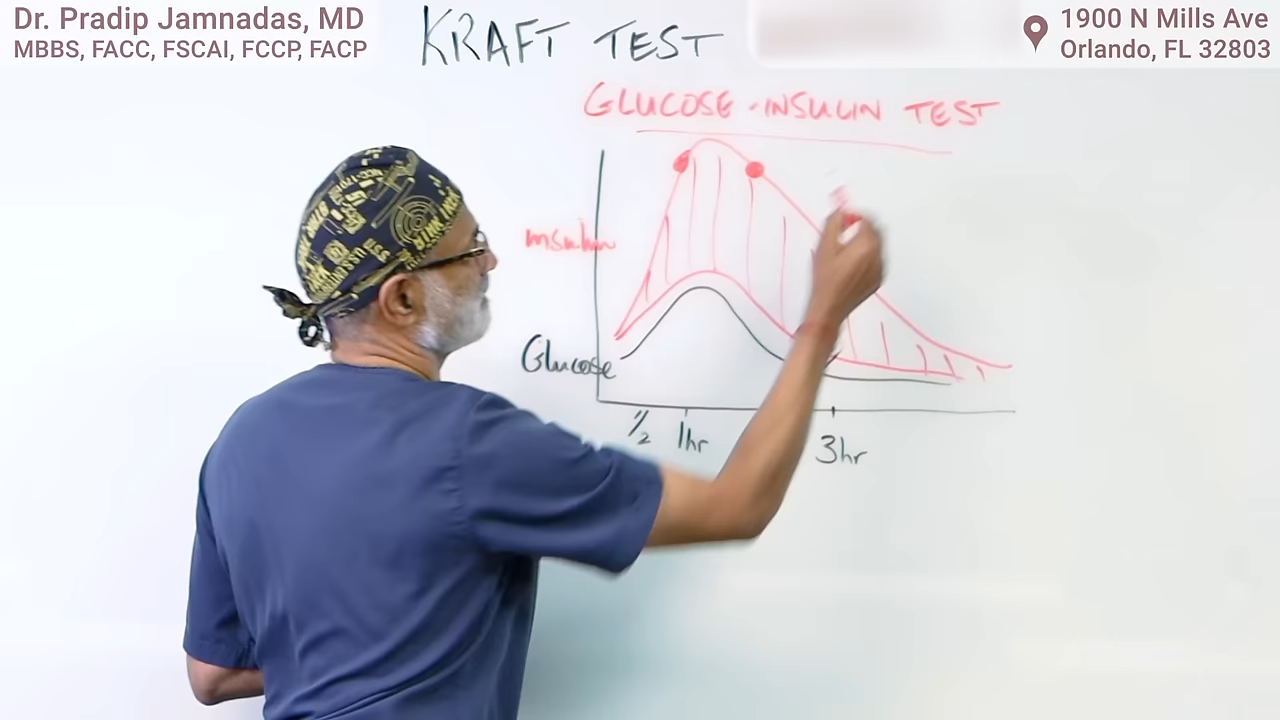 Dr. Pradip Jamnadas, MD
MBBS, FACC, FSCAI, FCCP, FACP
1900 N Mills Ave
Orlando, FL 32803
KRAFT TEST
GLUCOSE-INSULIN TEST
insulin
Glucose
1/2 1hr 3hr